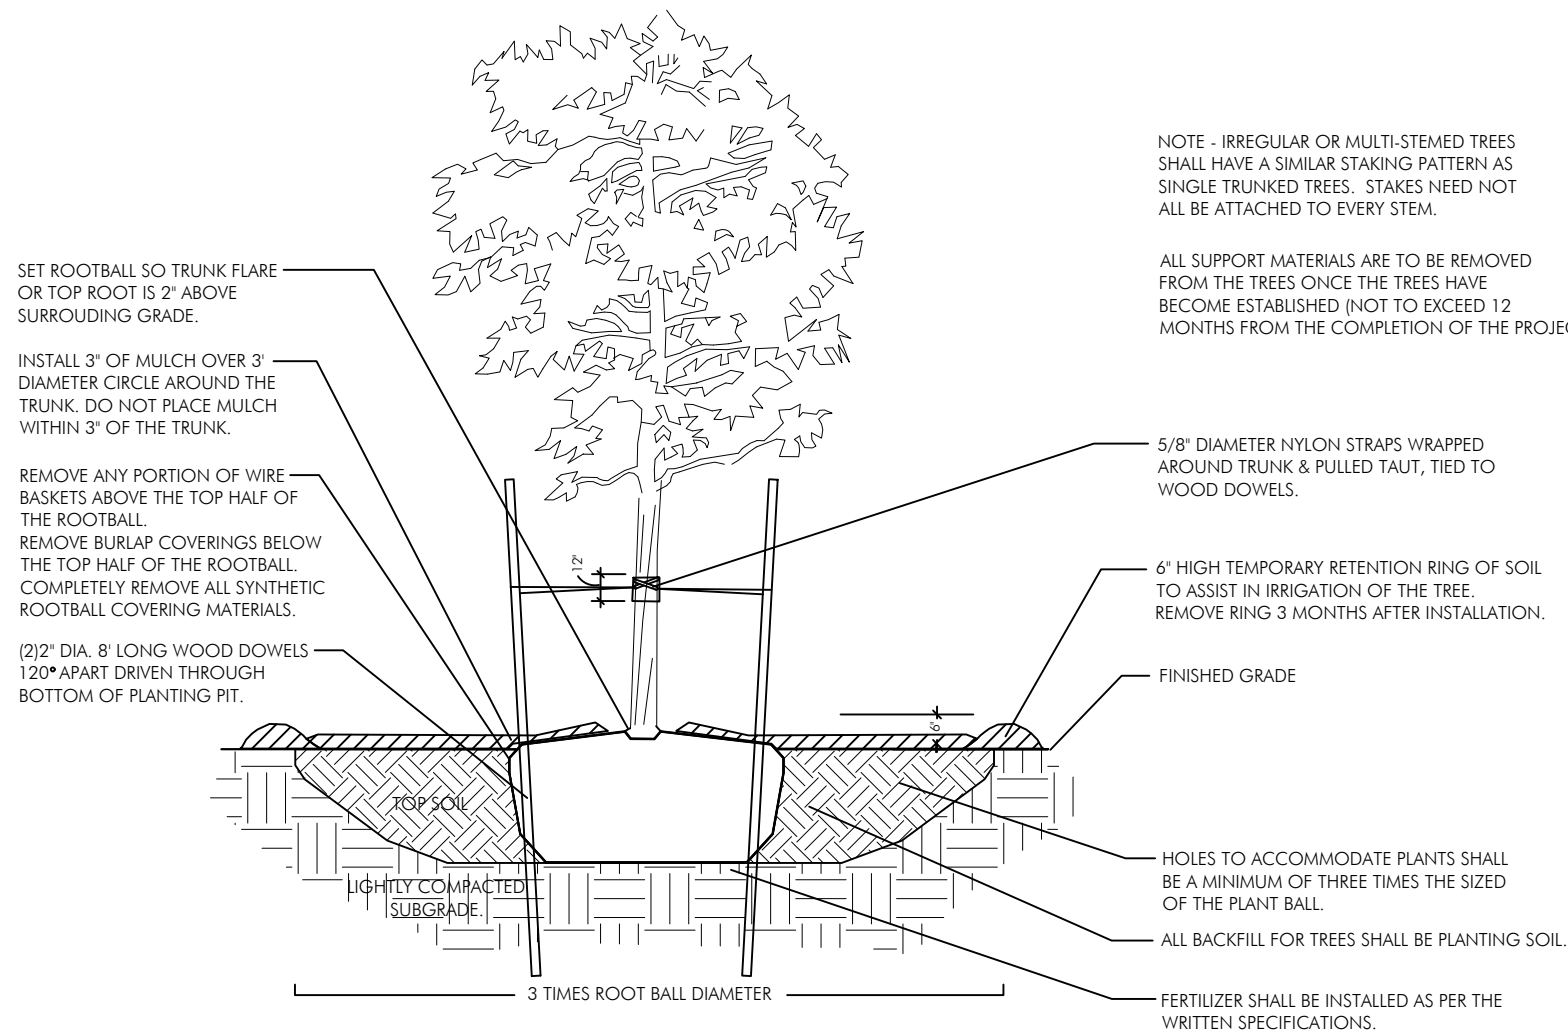 NOTE - IRREGULAR OR MULTI-STEMED TREES
SHALL HAVE A SIMILAR STAKING PATTERN AS
SINGLE TRUNKED TREES. STAKES NEED NOT
ALL BE ATTACHED TO EVERY STEM.
ALL SUPPORT MATERIALS ARE TO BE REMOVED
FROM THE TREES ONCE THE TREES HAVE
BECOME ESTABLISHED (NOT TO EXCEED 12
MONTHS FROM THE COMPLETION OF THE PROJEC
SET ROOTBALL SO TRUNK FLARE
OR TOP ROOT IS 2" ABOVE
SURROUDING GRADE.
INSTALL 3" OF MULCH OVER 3'
DIAMETER CIRCLE AROUND THE
TRUNK. DO NOT PLACE MULCH
WITHIN 3" OF THE TRUNK.
REMOVE ANY PORTION OF WIRE
BASKETS ABOVE THE TOP HALF OF
THE ROOTBALL.
REMOVE BURLAP COVERINGS BELOW
THE TOP HALF OF THE ROOTBALL.
COMPLETELY REMOVE ALL SYNTHETIC
ROOTBALL COVERING MATERIALS.
(2)2" DIA. 8' LONG WOOD DOWELS
120° APART DRIVEN THROUGH
BOTTOM OF PLANTING PIT.
12"
5/8" DIAMETER NYLON STRAPS WRAPPED
AROUND TRUNK & PULLED TAUT, TIED TO
WOOD DOWELS.
6" HIGH TEMPORARY RETENTION RING OF SOIL
TO ASSIST IN IRRIGATION OF THE TREE.
REMOVE RING 3 MONTHS AFTER INSTALLATION.
FINISHED GRADE
6"
TOP SOIL
LIGHTLY COMPACTED
SUBGRADE.
HOLES TO ACCOMMODATE PLANTS SHALL
BE A MINIMUM OF THREE TIMES THE SIZED
OF THE PLANT BALL.
ALL BACKFILL FOR TREES SHALL BE PLANTING SOIL.
3 TIMES ROOT BALL DIAMETER
FERTILIZER SHALL BE INSTALLED AS PER THE
WRITTEN SPECIFICATIONS.